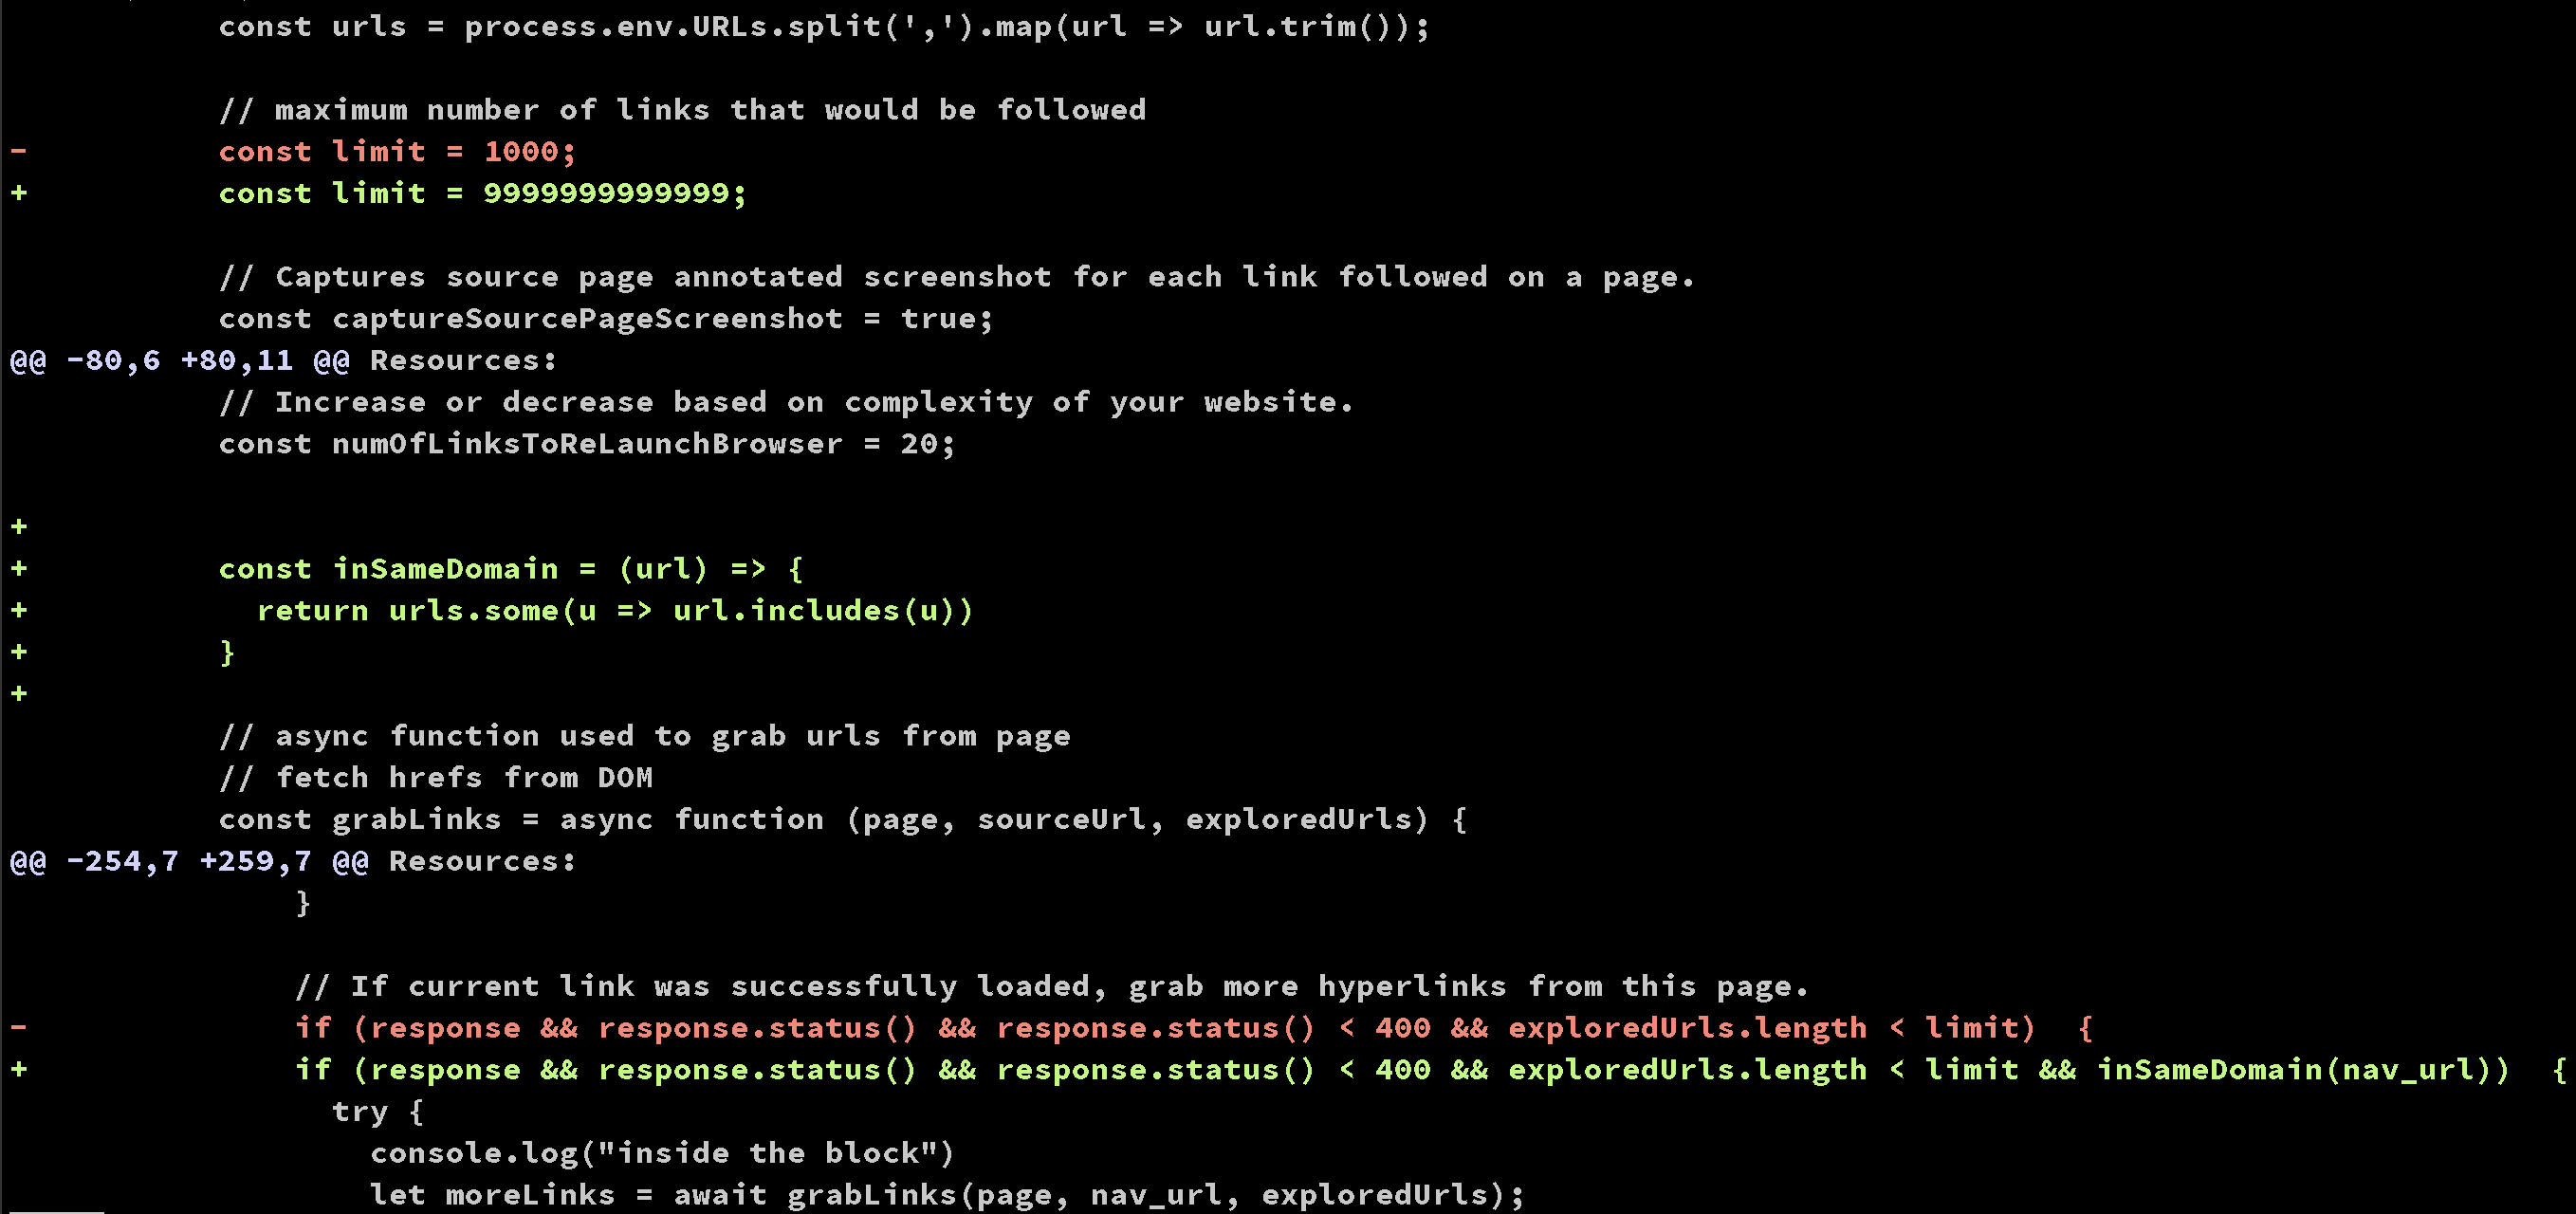 const urls = process.env.URLs.split(',').map(url => url.trim());
// maximum number of links that would be followed
- const limit = 1000;
+ const limit = 9999999999999;
// Captures source page annotated screenshot for each link followed on a page.
const captureSourcePageScreenshot = true;
@@ -80,6 +80,11 @@ Resources:
// Increase or decrease based on complexity of your website.
const numOfLinksToReLaunchBrowser = 20;
+
+ const inSameDomain = (url) => {
+ return urls.some(u => url.includes(u))
+ }
+
// async function used to grab urls from page
// fetch hrefs from DOM
const grabLinks = async function (page, sourceUrl, exploredUrls) {
@@ -254,7 +259,7 @@ Resources:
}
// If current link was successfully loaded, grab more hyperlinks from this page.
- if (response && response.status() && response.status() < 400 && exploredUrls.length < limit)  {
+ if (response && response.status() && response.status() < 400 && exploredUrls.length < limit && inSameDomain(nav_url))  {
try {
console.log("inside the block")
let moreLinks = await grabLinks(page, nav_url, exploredUrls);